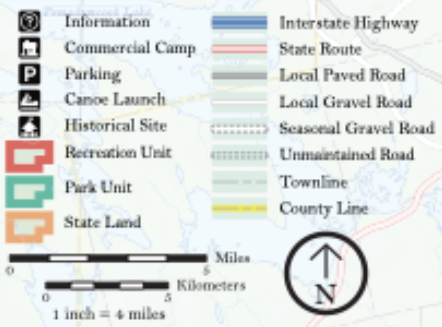 Information
Commercial Camp
Parking
Canoe Launch
Historical Site
Recreation Unit
Park Unit
State Land
Interstate Highway
State Route
Local Paved Road
Local Gravel Road
Seasonal Gravel Road
Unmaintained Road
Townline
County Line
?
P
0 5 Miles
0 5 Kilometers
1 inch = 4 miles
N